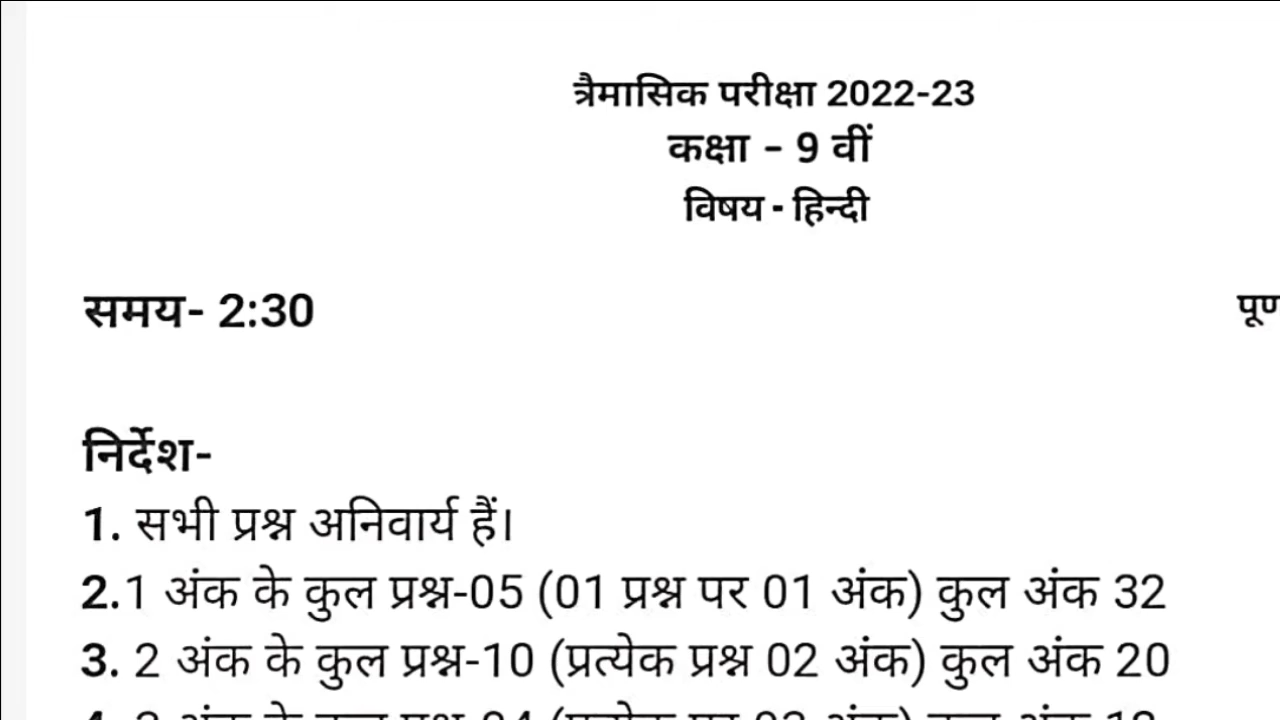 त्रैमासिक परीक्षा 2022-23
कक्षा - 9 वीं
विषय - हिन्दी
समय- 2:30
निर्देश-
1. सभी प्रश्न अनिवार्य हैं।
2.1 अंक के कुल प्रश्न-05 (01 प्रश्न पर 01 अंक) कुल अंक 32
3. 2 अंक के कुल प्रश्न-10 (प्रत्येक प्रश्न 02 अंक) कुल अंक 20